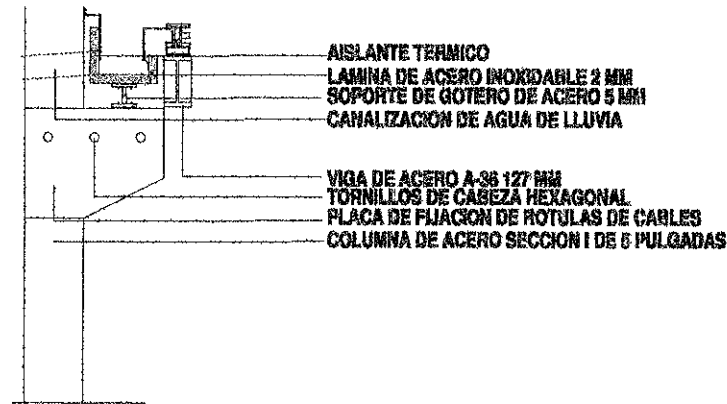 AISLANTE TERMICO
LAMINA DE ACERO INOXIDABLE 2 MM
SOPORTE DE GOTERO DE ACERO 5 MM
CANALIZACION DE AGUA DE LLUVIA
VIGA DE ACERO A-36 127 MM
TORNILLOS DE CABEZA HEXAGONAL
PLACA DE FIJACION DE ROTULAS DE CABLES
COLUMNA DE ACERO SECCION I DE 5 PULGADAS